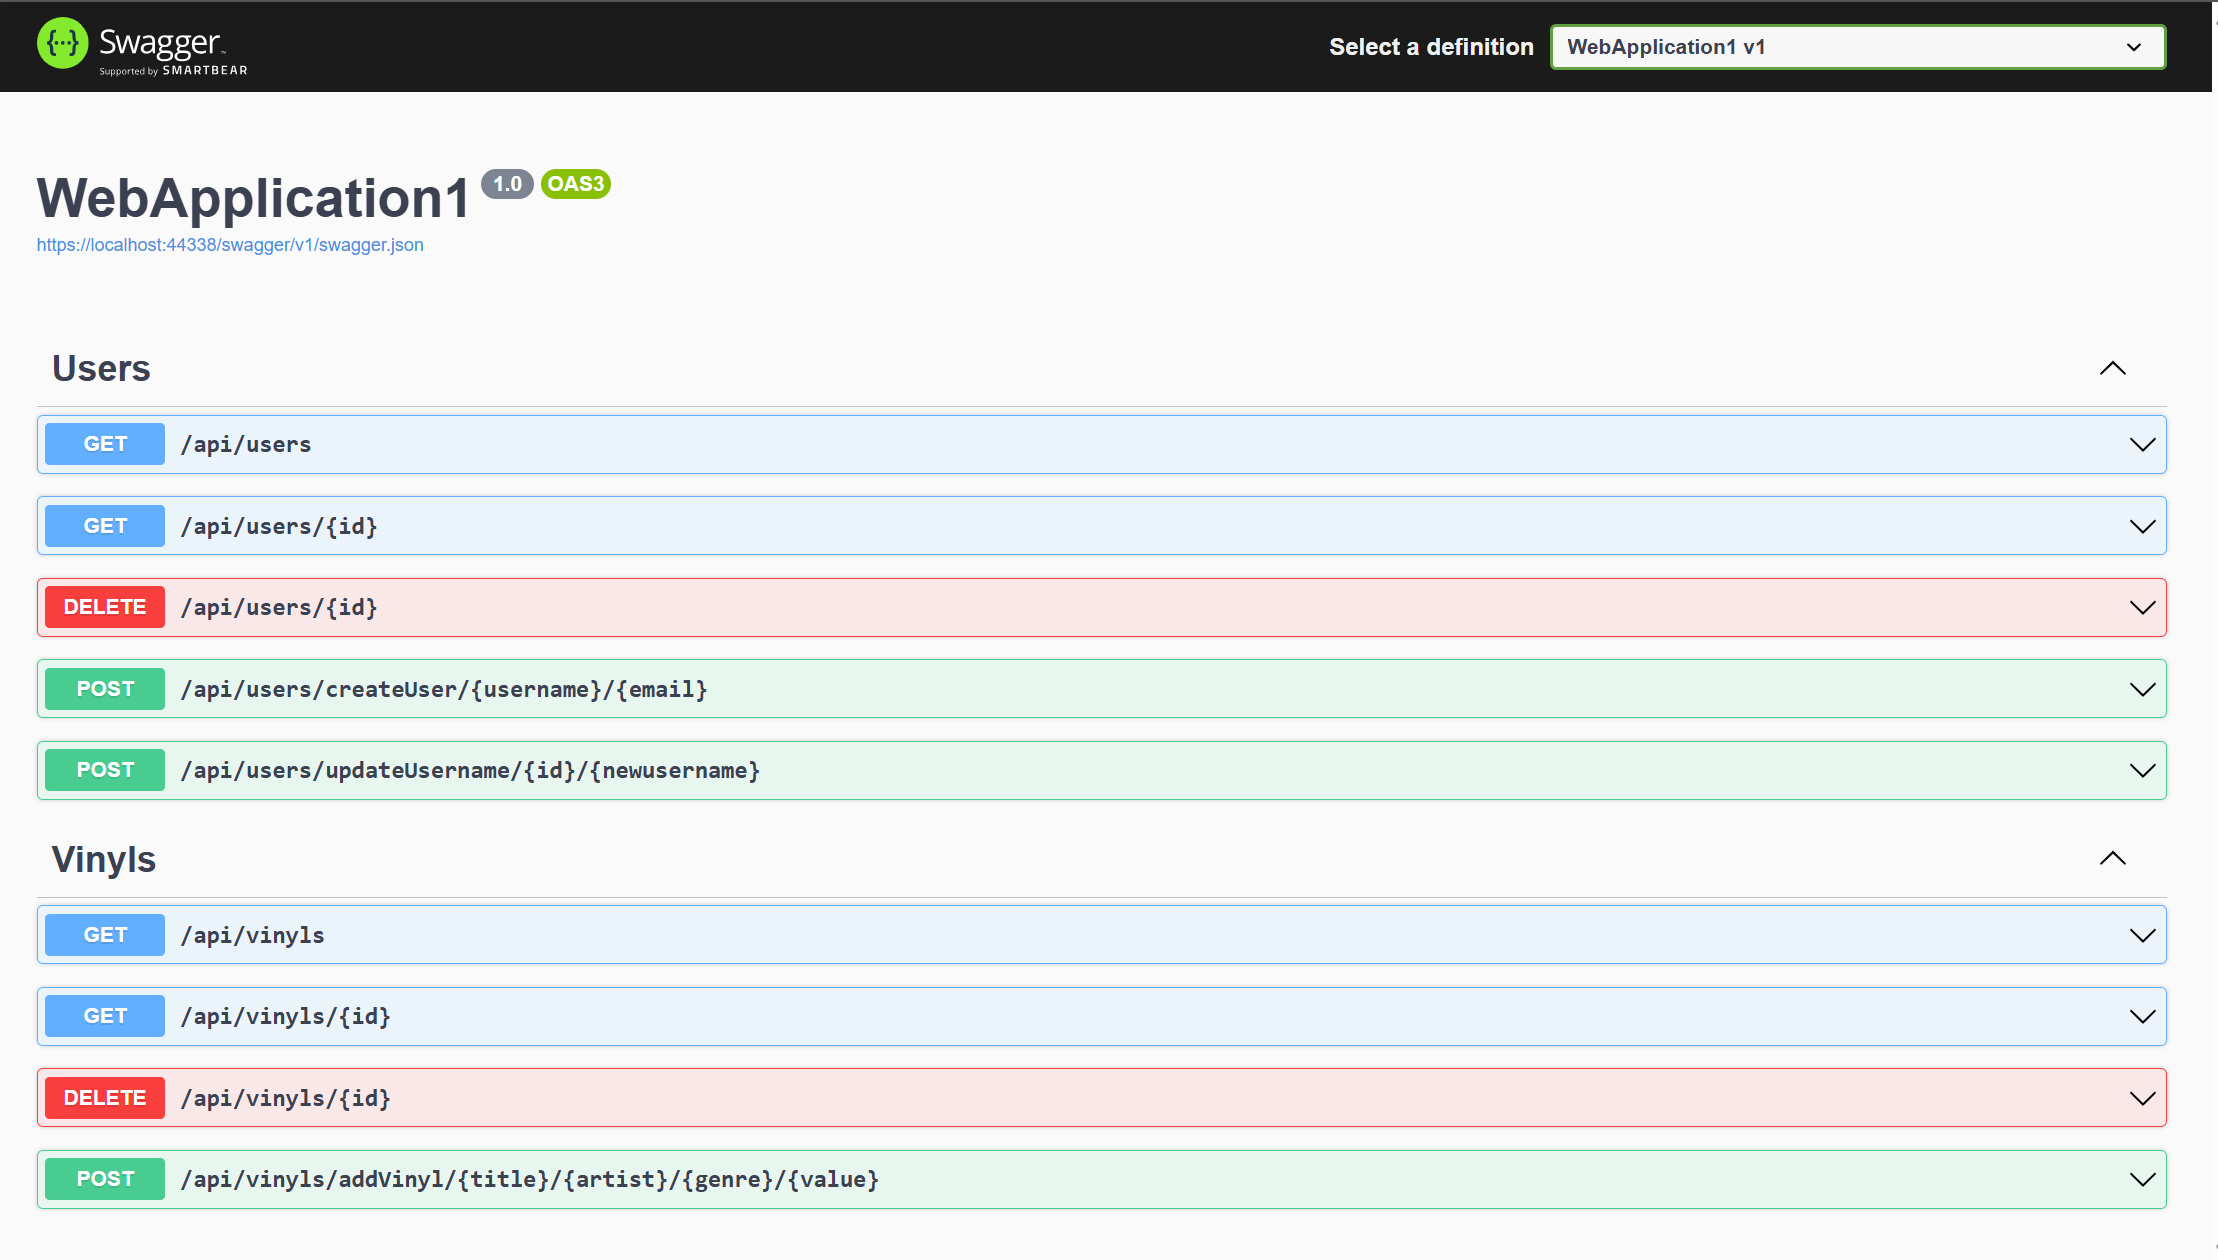 Swagger™
Supported by SMARTBEAR
Select a definition
WebApplication1 v1
WebApplication1 1.0 OAS3
https://localhost:44338/swagger/v1/swagger.json
Users
GET /api/users
GET /api/users/{id}
DELETE /api/users/{id}
POST /api/users/createUser/{username}/{email}
POST /api/users/updateUsername/{id}/{newusername}
Vinyls
GET /api/vinyls
GET /api/vinyls/{id}
DELETE /api/vinyls/{id}
POST /api/vinyls/addVinyl/{title}/{artist}/{genre}/{value}